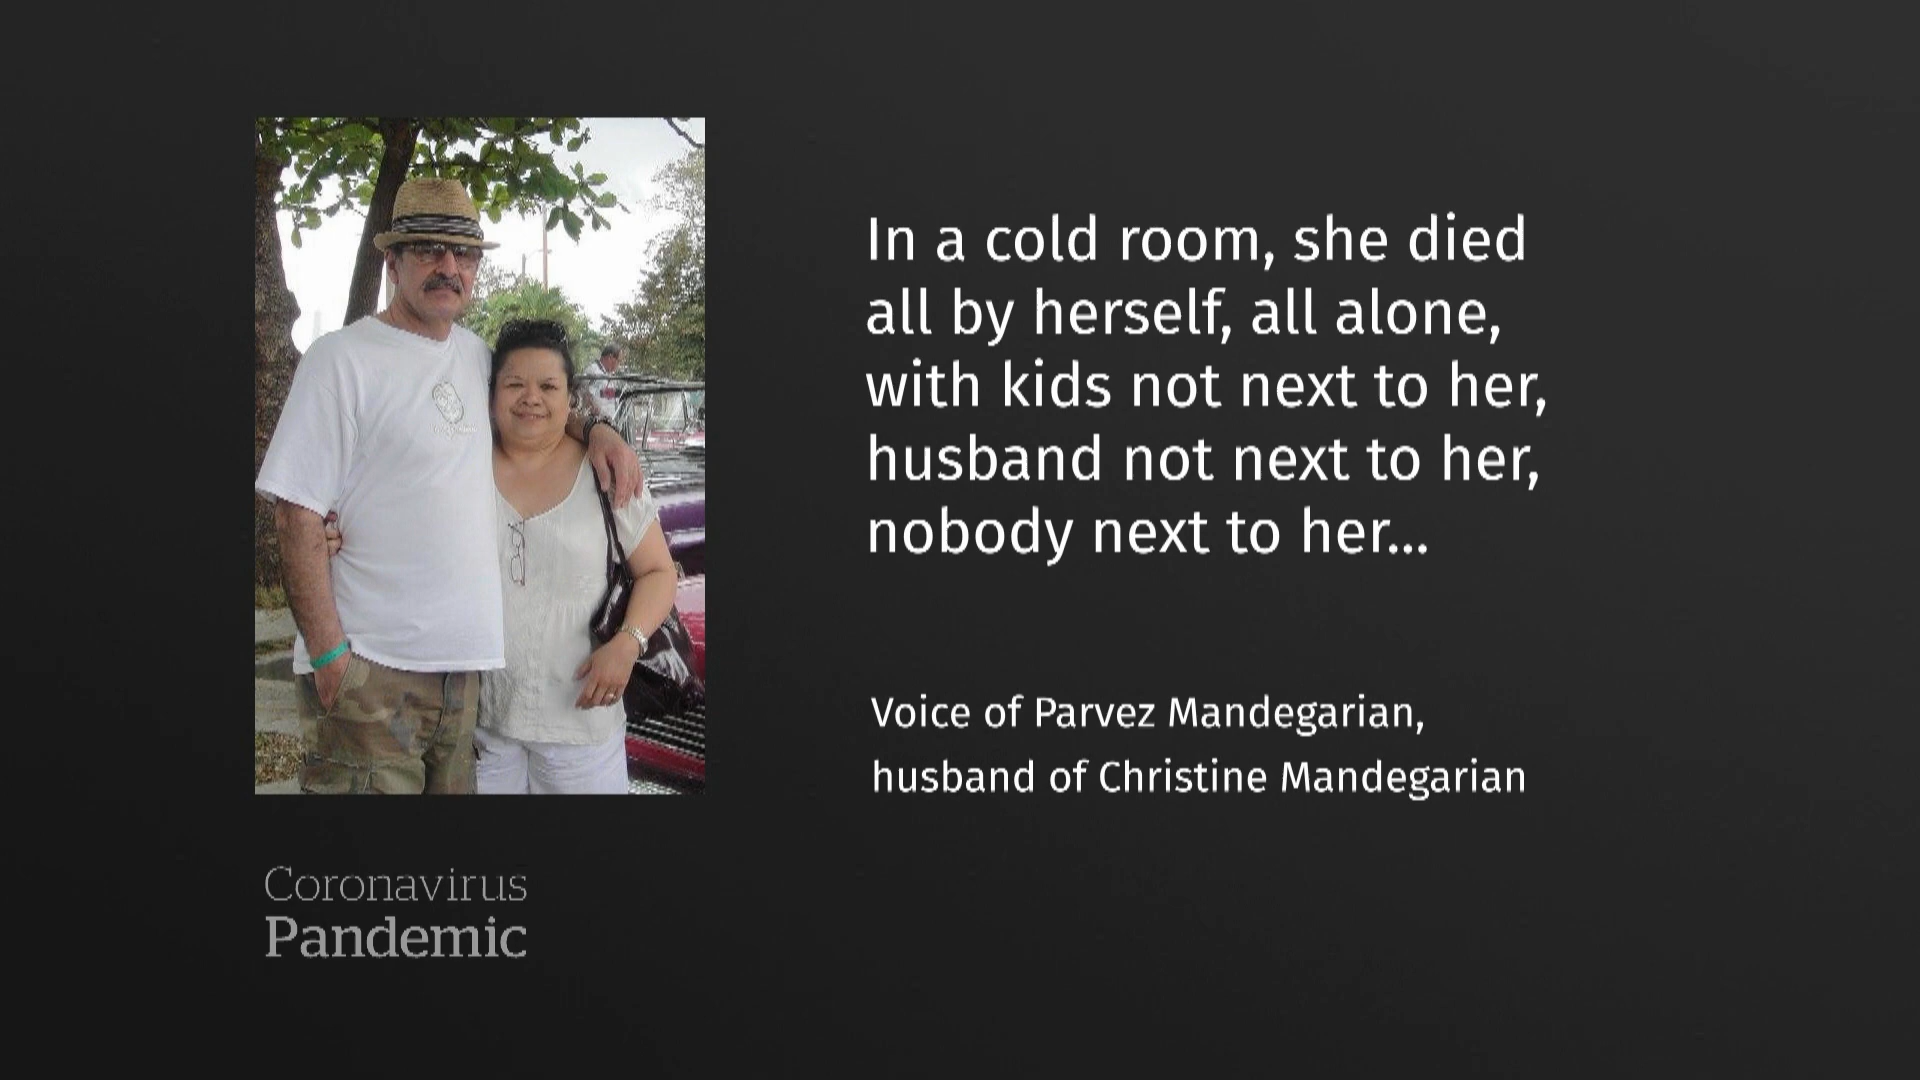 In a cold room, she died
all by herself, all alone,
with kids not next to her,
husband not next to her,
nobody next to her...
Voice of Parvez Mandegarian,
husband of Christine Mandegarian
Coronavirus
Pandemic